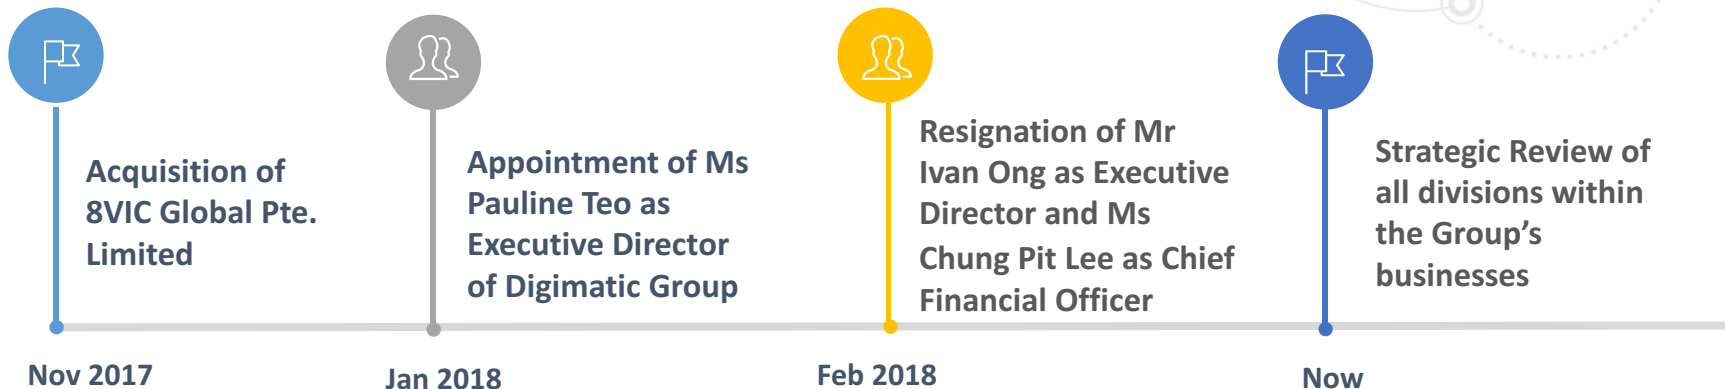 Acquisition of
8VIC Global Pte.
Limited
Nov 2017
Appointment of Ms
Pauline Teo as
Executive Director
of Digimatic Group
Jan 2018
Resignation of Mr
Ivan Ong as Executive
Director and Ms
Chung Pit Lee as Chief
Financial Officer
Feb 2018
Strategic Review of
all divisions within
the Group’s
businesses
Now